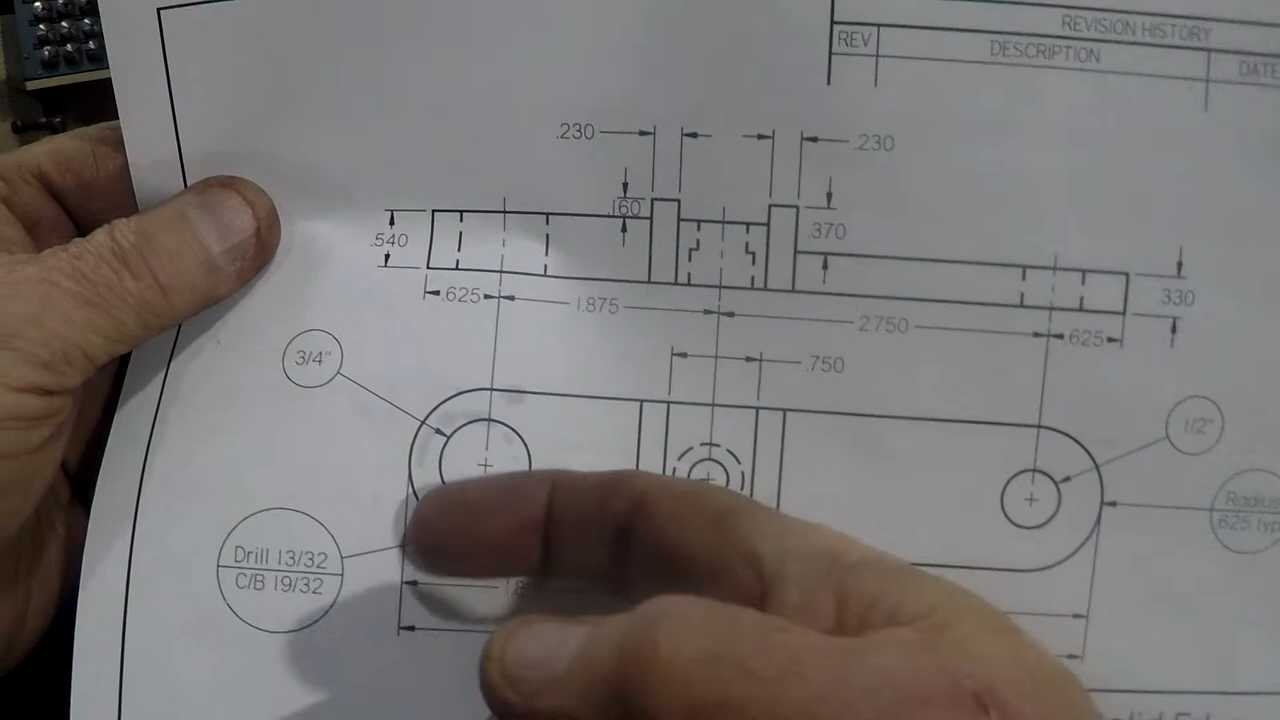 REVISION HISTORY
REV DESCRIPTION DATE
.230 .230
.160
.370
.540
.330
.625 1.875 2.750 .625
.750
3/4"
1/2"
Radius
.625 typ
Drill 13/32
C/B 19/32